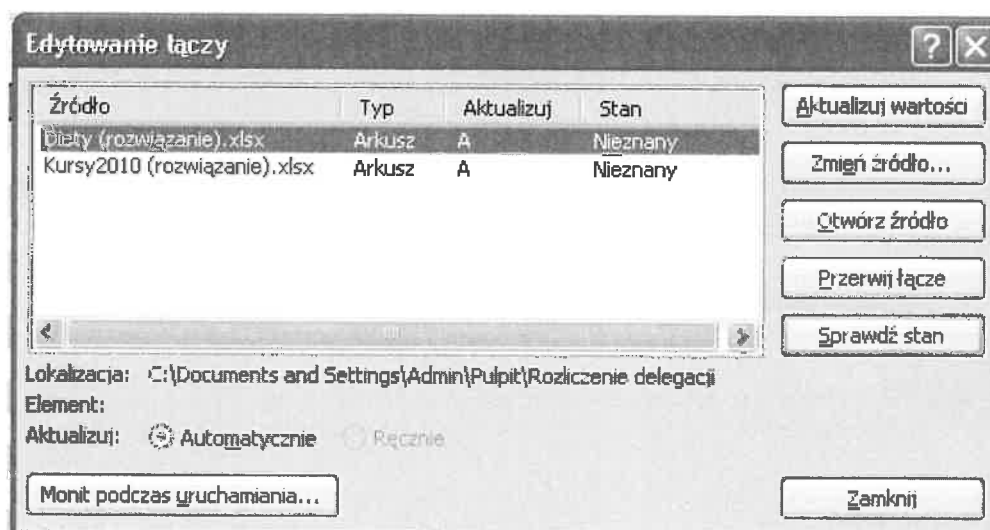 Edytowanie łączy
Źródło Typ Aktualizuj Stan
Diety (rozwiązanie).xlsx Arkusz A Nieznany
Kursy2010 (rozwiązanie).xlsx Arkusz A Nieznany
Aktualizuj wartości
Zmień źródło...
Otwórz źródło
Przerwij łącze
Sprawdź stan
Lokalizacja: C:\Documents and Settings\Admin\Pulpit\Rozliczenie delegacji
Element:
Aktualizuj: Automatycznie Ręcznie
Monit podczas uruchamiania... Zamknij